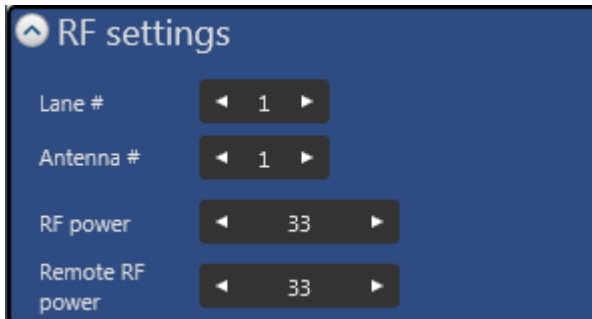 RF settings
Lane # 1
Antenna # 1
RF power 33
Remote RF
power 33